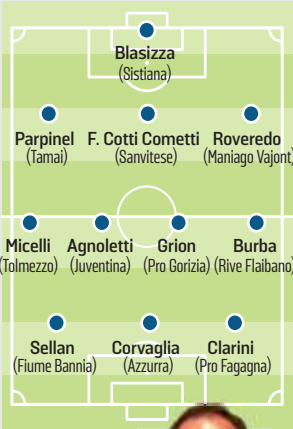 Blasizza
(Sistiana)
Parpinel F. Cotti Cometti Roveredo
(Tamai) (Sanvitese) (Maniago Vajont)
Micelli Agnoletti Grion Burba
(Tolmezzo) (Juventina) (Pro Gorizia) (Rive Flaibano)
Sellan Corvaglia Clarini
(Fiume Bannia) (Azzurra) (Pro Fagagna)